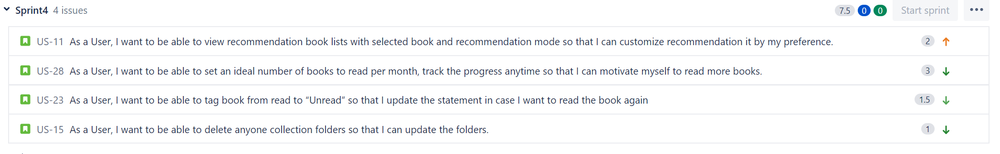 Sprint4 4 issues 7.5 0 0 Start sprint
US-11 As a User, I want to be able to view recommendation book lists with selected book and recommendation mode so that I can customize recommendation it by my preference. 2
US-28 As a User, I want to be able to set an ideal number of books to read per month, track the progress anytime so that I can motivate myself to read more books. 3
US-23 As a User, I want to be able to tag book from read to “Unread” so that I update the statement in case I want to read the book again 1.5
US-15 As a User, I want to be able to delete anyone collection folders so that I can update the folders. 1